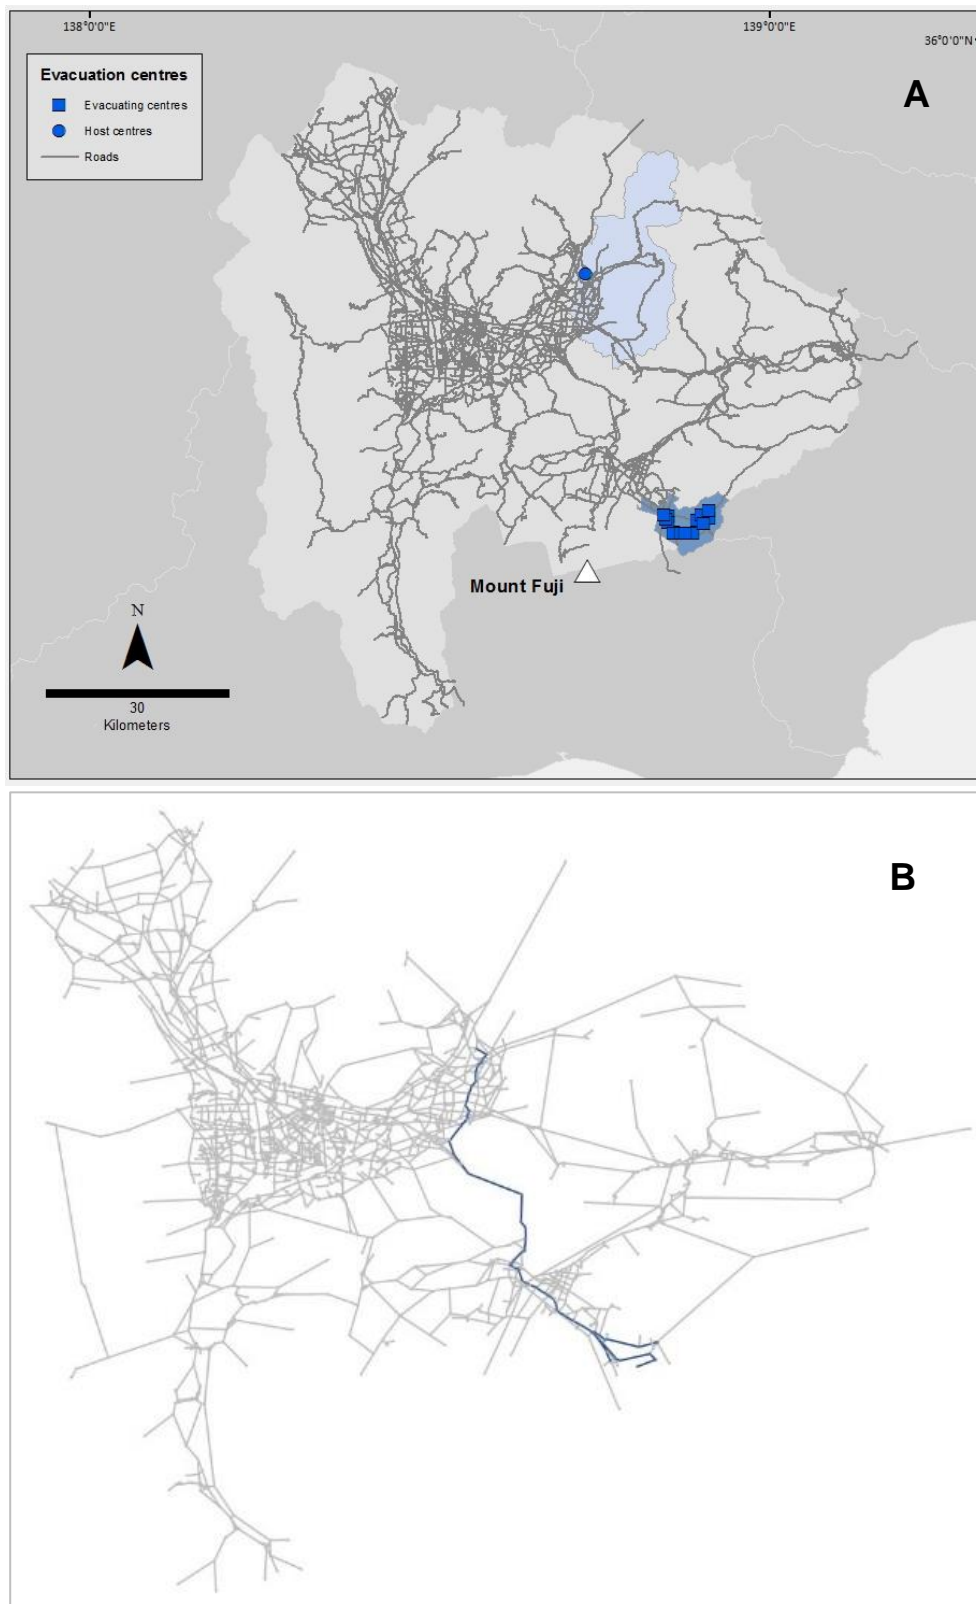 138°0'0"E
139°0'0"E
36°0'0"N
A
Evacuation centres
Evacuating centres
Host centres
Roads
Mount Fuji
N
30
Kilometers
B